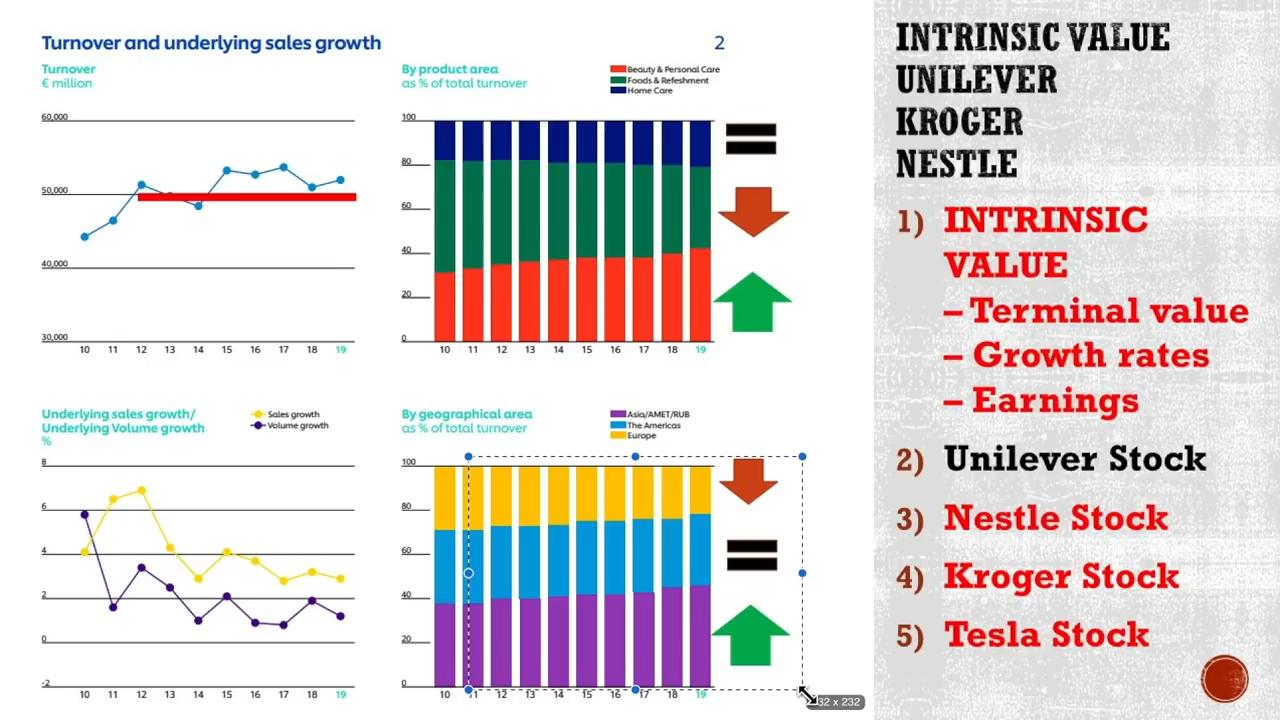 Turnover and underlying sales growth
2
Turnover
€ million
60,000
50,000
40,000
30,000
10 11 12 13 14 15 16 17 18 19
By product area
as % of total turnover
Beauty & Personal Care
Foods & Refeshment
Home Care
100
80
60
40
20
0
10 11 12 13 14 15 16 17 18 19
Underlying sales growth/
Underlying Volume growth
%
Sales growth
Volume growth
8
6
4
2
0
-2
10 11 12 13 14 15 16 17 18 19
By geographical area
as % of total turnover
Asia/AMET/RUB
The Americas
Europe
100
80
60
40
20
0
10 11 12 13 14 15 16 17 18 19
32 x 232
INTRINSIC VALUE
UNILEVER
KROGER
NESTLE
1) INTRINSIC
VALUE
– Terminal value
– Growth rates
– Earnings
2) Unilever Stock
3) Nestle Stock
4) Kroger Stock
5) Tesla Stock